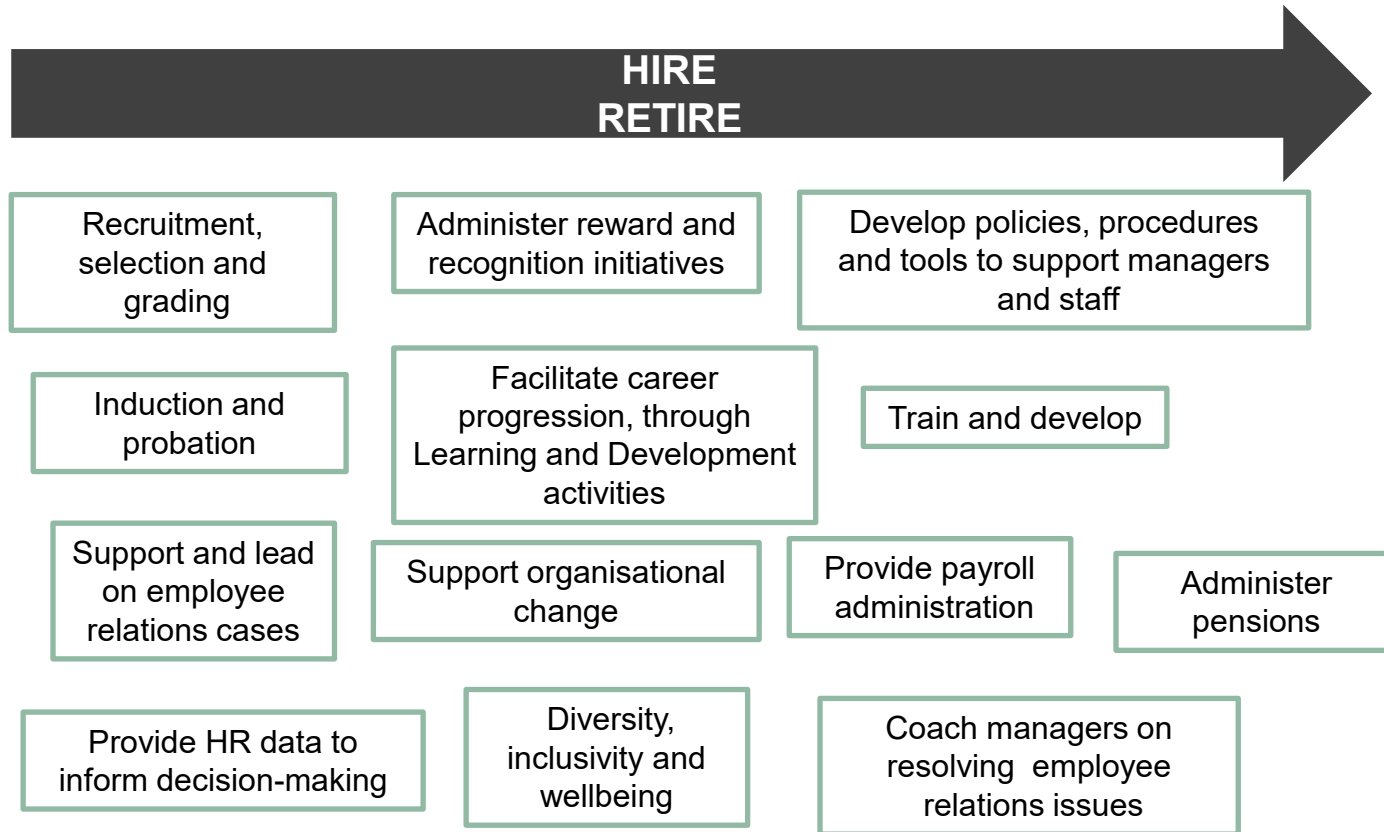 HIRE
RETIRE
Recruitment,
selection and
grading
Administer reward and
recognition initiatives
Develop policies, procedures
and tools to support managers
and staff
Induction and
probation
Facilitate career
progression, through
Learning and Development
activities
Train and develop
Support and lead
on employee
relations cases
Support organisational
change
Provide payroll
administration
Administer
pensions
Provide HR data to
inform decision-making
Diversity,
inclusivity and
wellbeing
Coach managers on
resolving  employee
relations issues